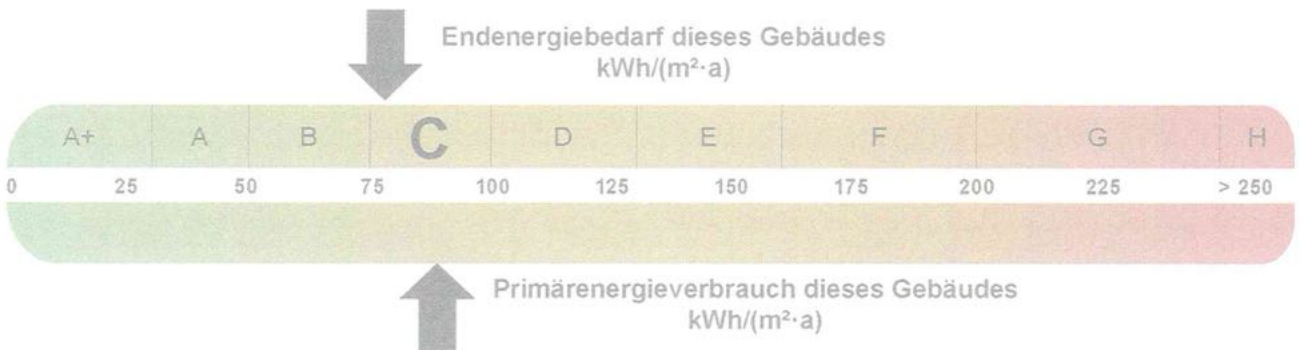 Endenergiebedarf dieses Gebäudes
kWh/(m²·a)
A+ A B C D E F G H
0 25 50 75 100 125 150 175 200 225 > 250
Primärenergieverbrauch dieses Gebäudes
kWh/(m²·a)